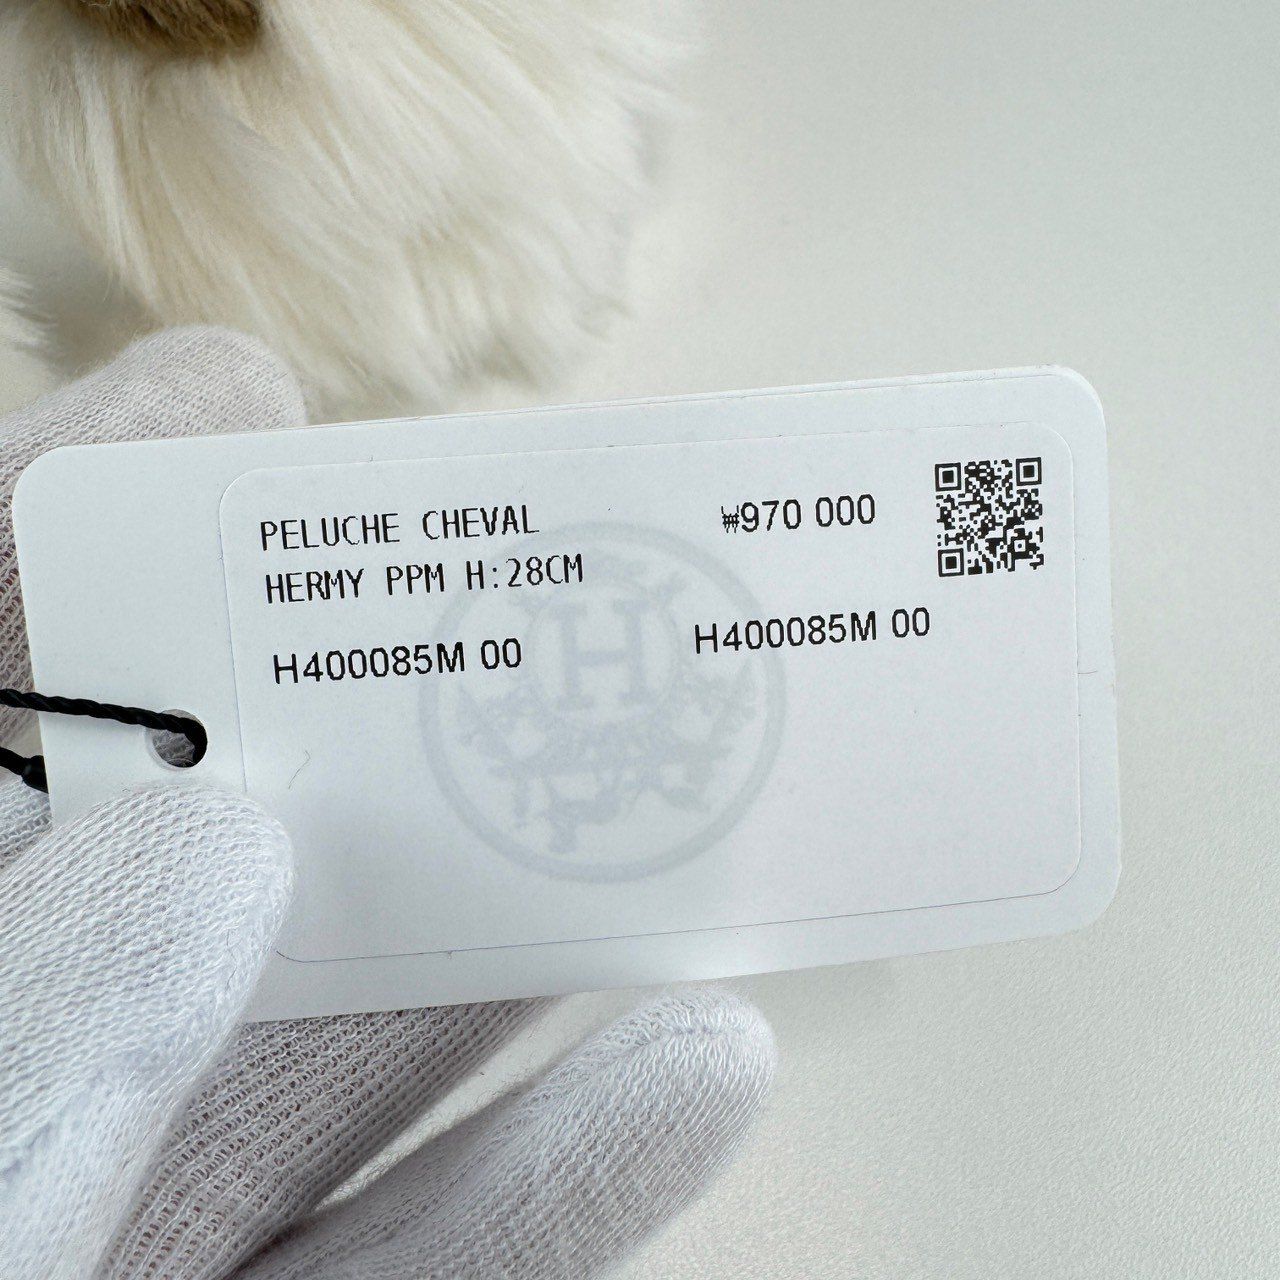 PELUCHE CHEVAL
HERMY PPM H:28CM
₩970 000
H400085M 00
H400085M 00
H